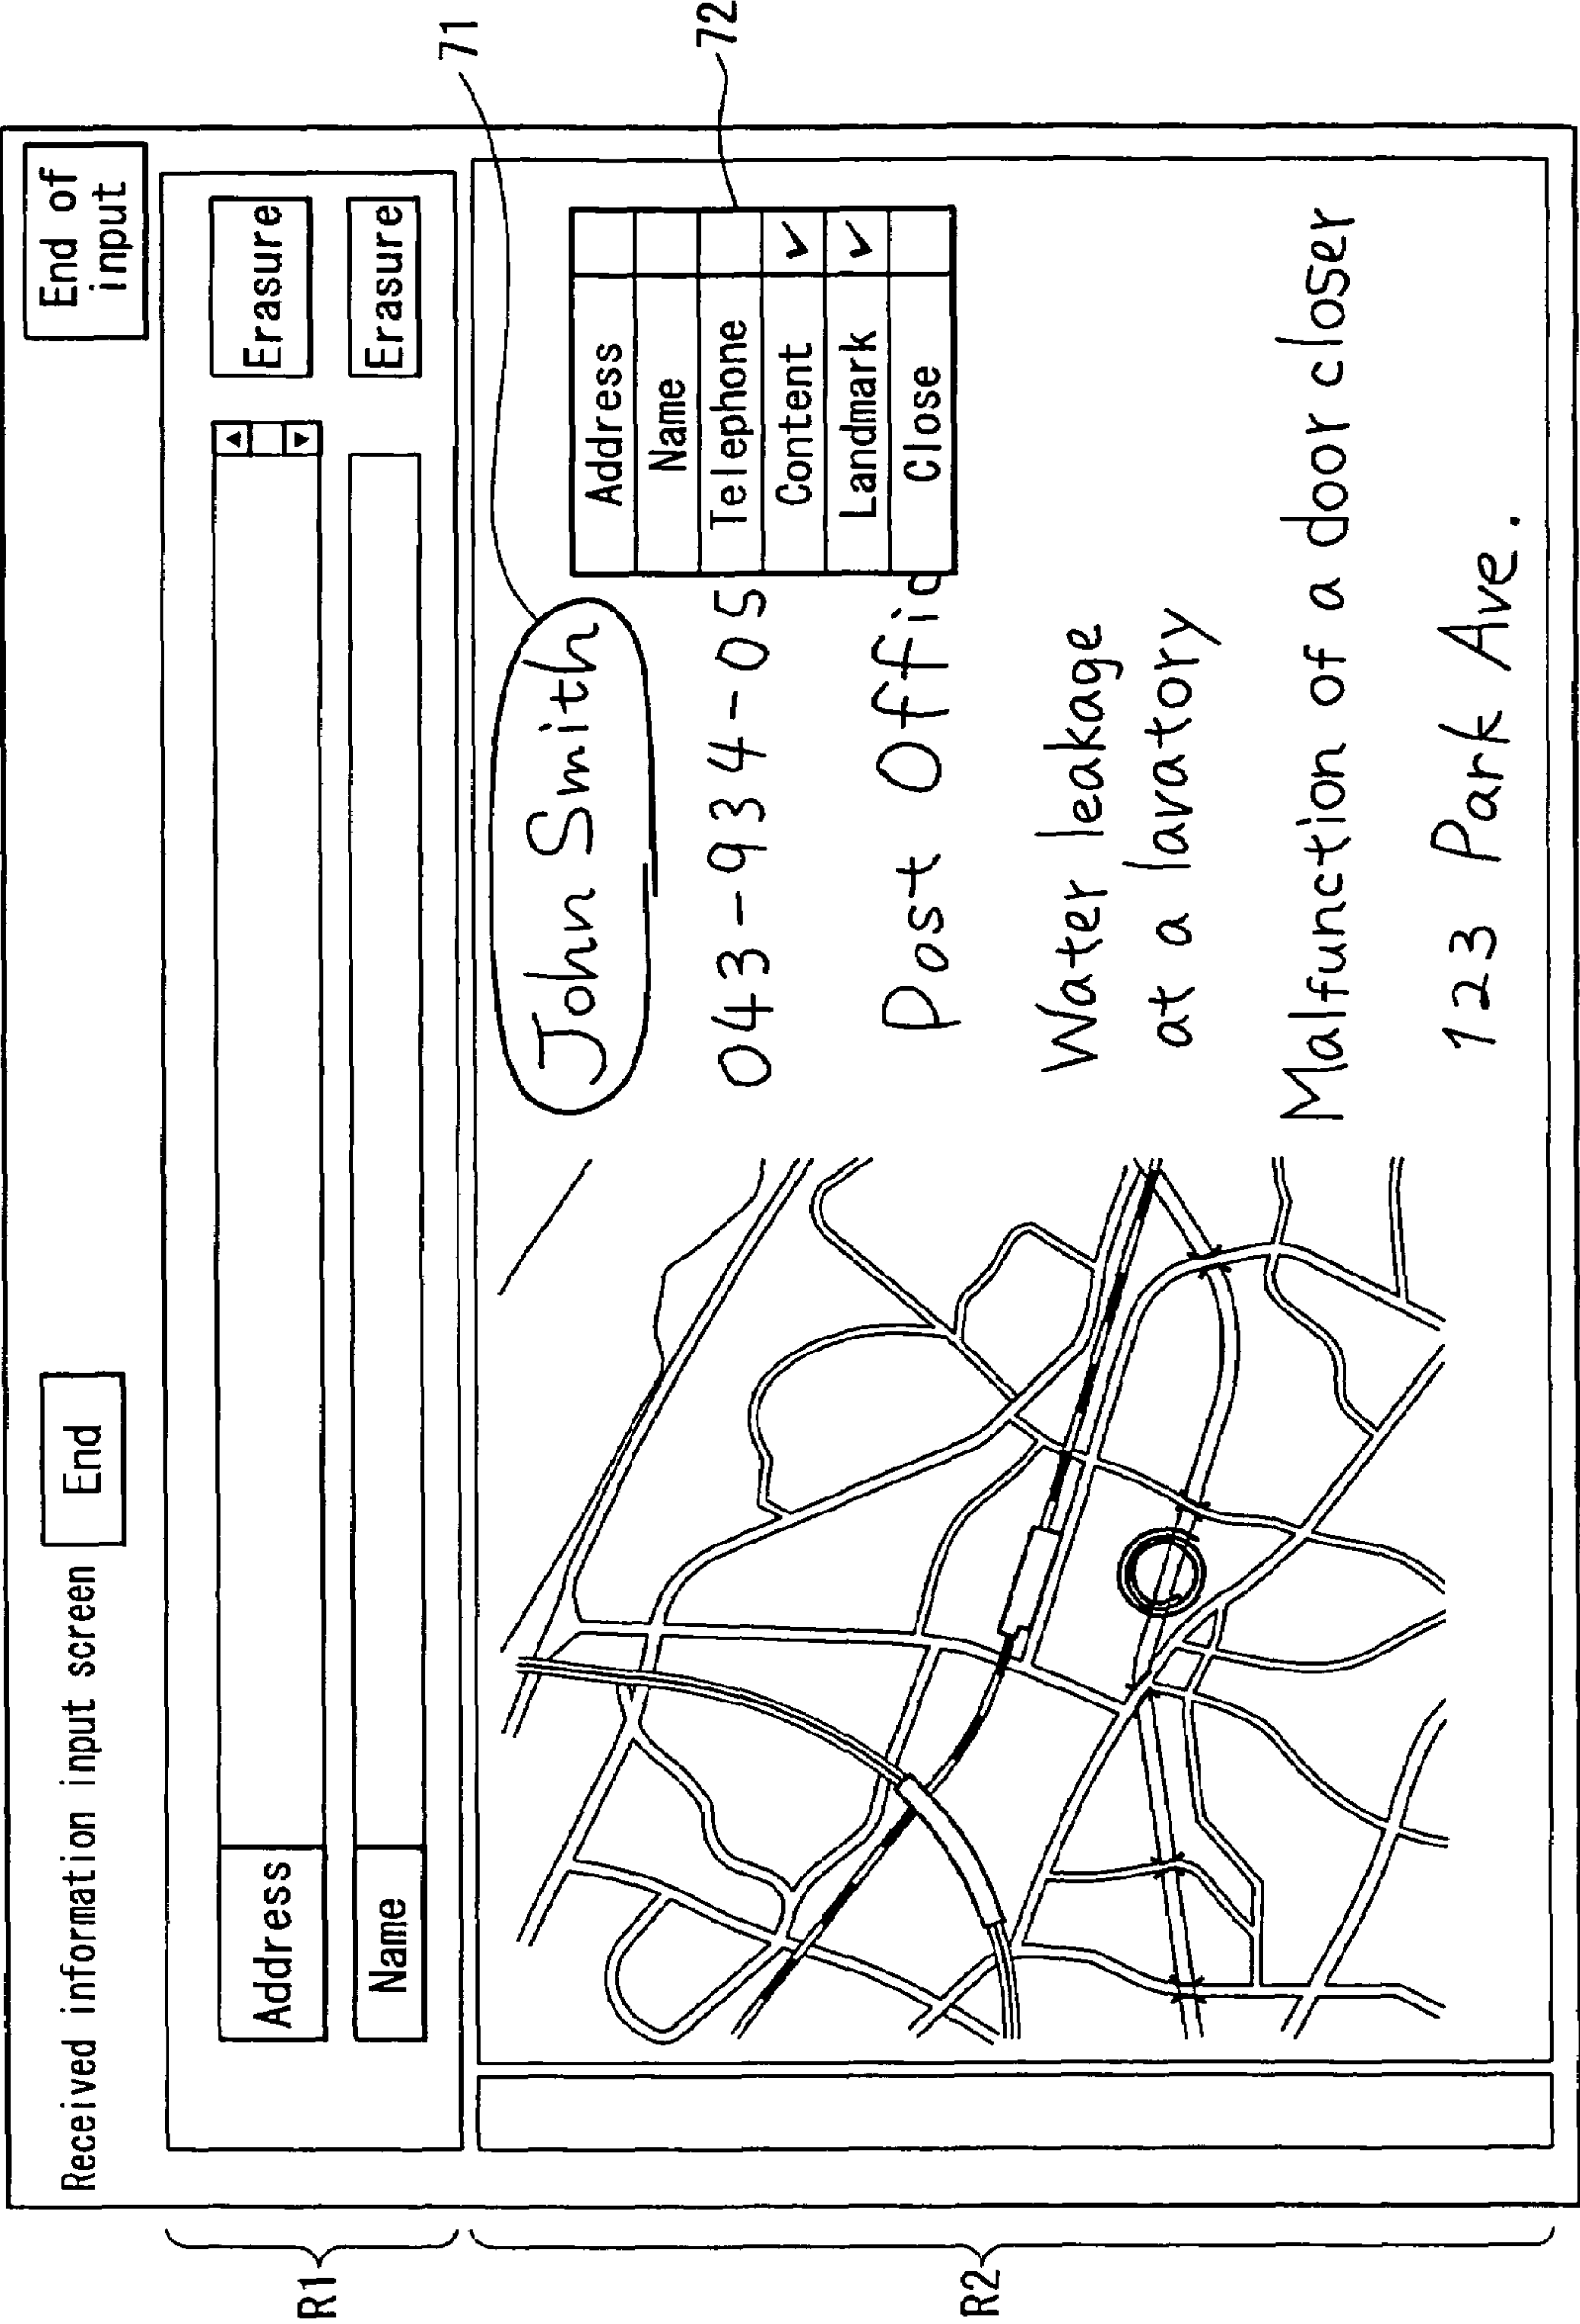 Received information input screen
End
End of
input
R1
Address
Erasure
Name
Erasure
71
R2
John Smith
72
Address
Name
Telephone
Content ✓
Landmark ✓
Close
043-934-05
Post Offic
Water leakage
at a lavatory
Malfunction of a door closer
123 Park Ave.